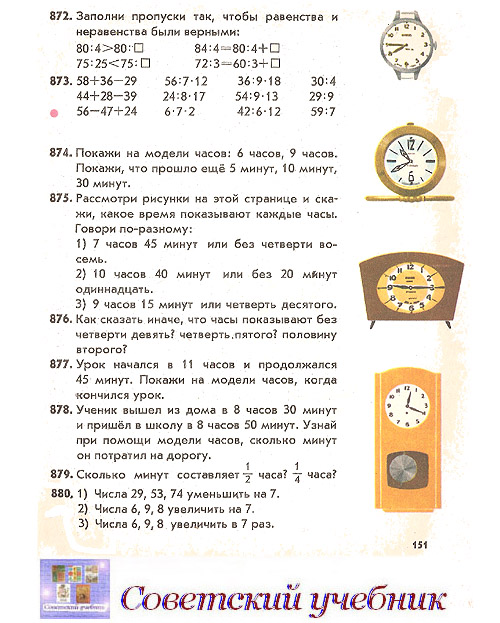 872. Заполни пропуски так, чтобы равенства и
неравенства были верными:
80:4>80:□ 84:4=80:4+□
75:25<75:□ 72:3=60:3+□
873. 58+36−29 56:7·12 36:9·18 30:4
44+28−39 24:8·17 54:9·13 29:9
56−47+24 6·7·2 42:6·12 59:7
874. Покажи на модели часов: 6 часов, 9 часов.
Покажи, что прошло ещё 5 минут, 10 минут,
30 минут.
875. Рассмотри рисунки на этой странице и ска-
жи, какое время показывают каждые часы.
Говори по-разному:
1) 7 часов 45 минут или без четверти во-
семь.
2) 10 часов 40 минут или без 20 минут
одиннадцать.
3) 9 часов 15 минут или четверть десятого.
876. Как сказать иначе, что часы показывают без
четверти девять? четверть пятого? половину
второго?
877. Урок начался в 11 часов и продолжался
45 минут. Покажи на модели часов, когда
кончился урок.
878. Ученик вышел из дома в 8 часов 30 минут
и пришёл в школу в 8 часов 50 минут. Узнай
при помощи модели часов, сколько минут
он потратил на дорогу.
879. Сколько минут составляет 1/2 часа? 1/4 часа?
880. 1) Числа 29, 53, 74 уменьшить на 7.
2) Числа 6, 9, 8 увеличить на 7.
3) Числа 6, 9, 8 увеличить в 7 раз.
151
Советский учебник
Советский учебник